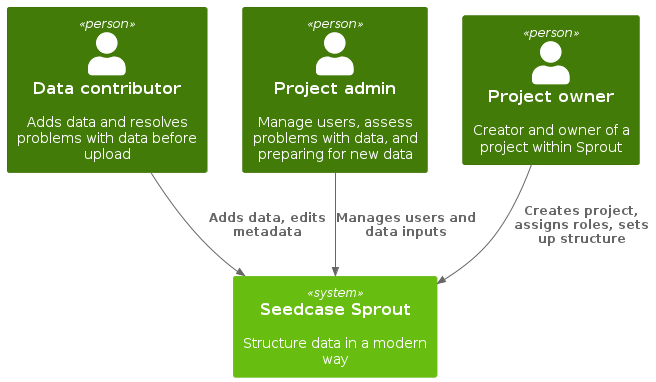 «person»
Data contributor
Adds data and resolves
problems with data before
upload
«person»
Project admin
Manage users, assess
problems with data, and
preparing for new data
«person»
Project owner
Creator and owner of a
project within Sprout
Adds data, edits
metadata
Manages users and
data inputs
Creates project,
assigns roles, sets
up structure
«system»
Seedcase Sprout
Structure data in a modern
way